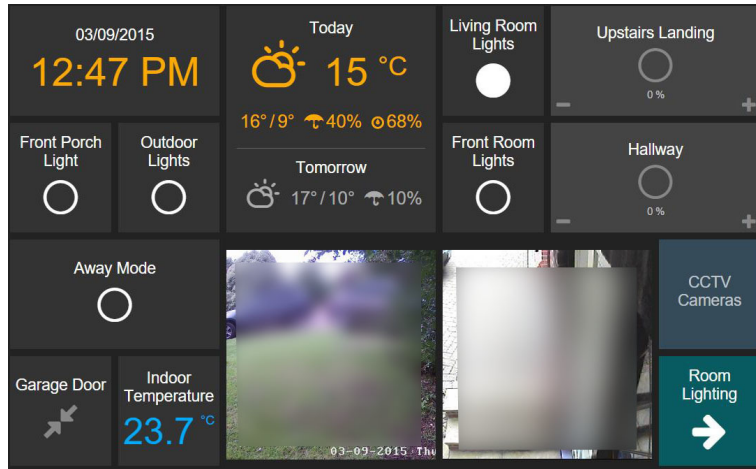 03/09/2015
12:47 PM
Today
15 °C
16°/9° 40% 68%
Tomorrow
17°/10° 10%
Living Room
Lights
Upstairs Landing
0 %
− +
Front Porch
Light
Outdoor
Lights
Front Room
Lights
Hallway
0 %
− +
Away Mode
CCTV
Cameras
Garage Door
Indoor
Temperature
23.7 °C
03-09-2015 Thu
Room
Lighting